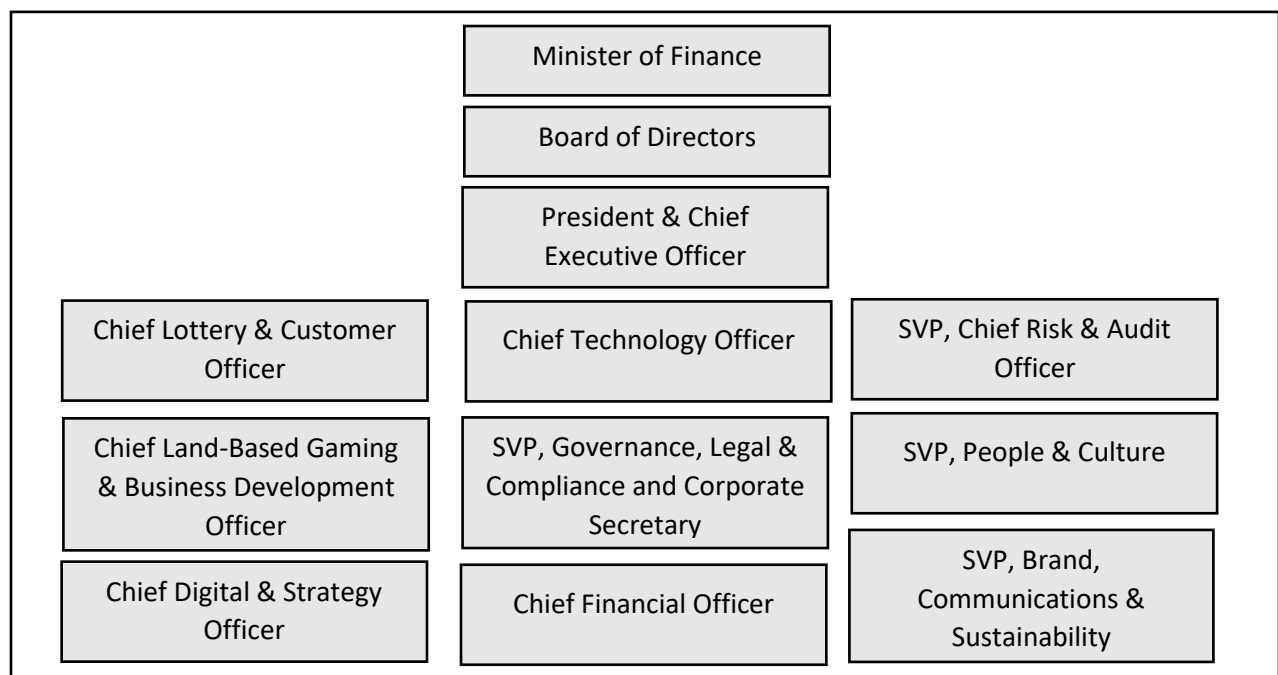 Minister of Finance
Board of Directors
President & Chief
Executive Officer
Chief Lottery & Customer
Officer
Chief Technology Officer
SVP, Chief Risk & Audit
Officer
Chief Land-Based Gaming
& Business Development
Officer
SVP, Governance, Legal &
Compliance and Corporate
Secretary
SVP, People & Culture
Chief Digital & Strategy
Officer
Chief Financial Officer
SVP, Brand,
Communications &
Sustainability